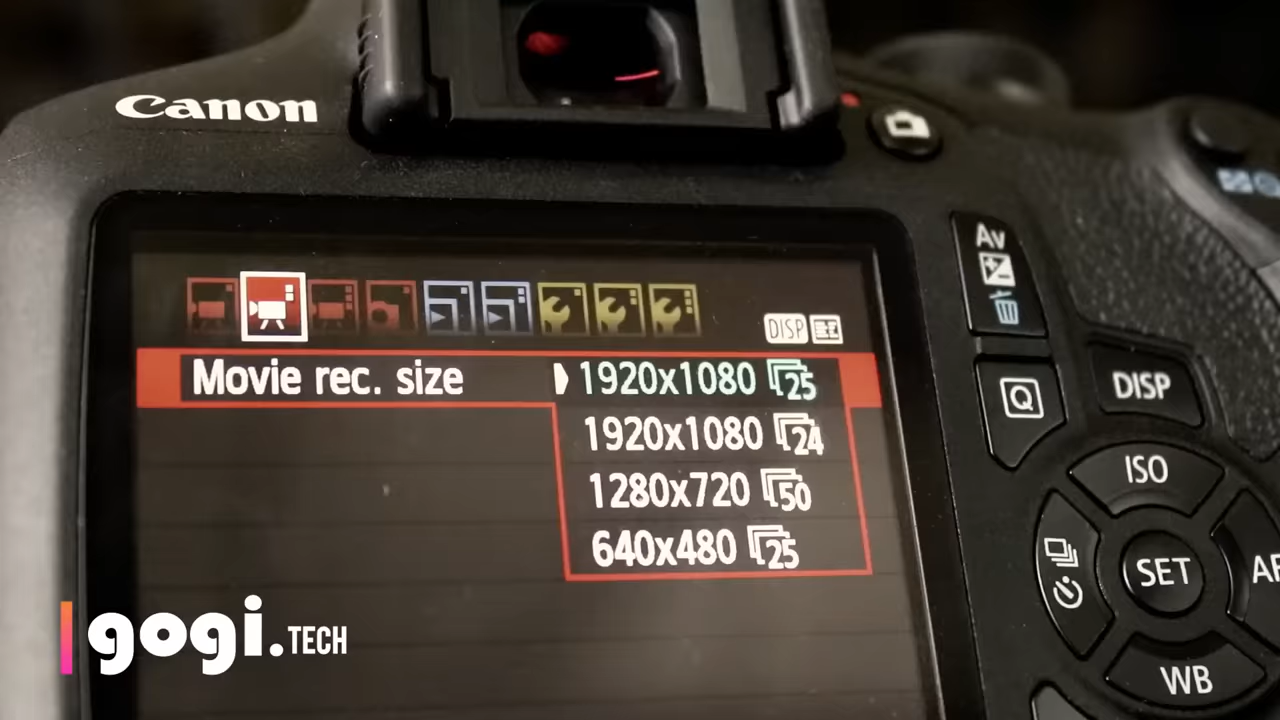 Canon
Av
DISP
Movie rec. size
1920x1080 25
1920x1080 24
1280x720 50
640x480 25
Q
DISP
ISO
SET
AF
WB
gogi.TECH